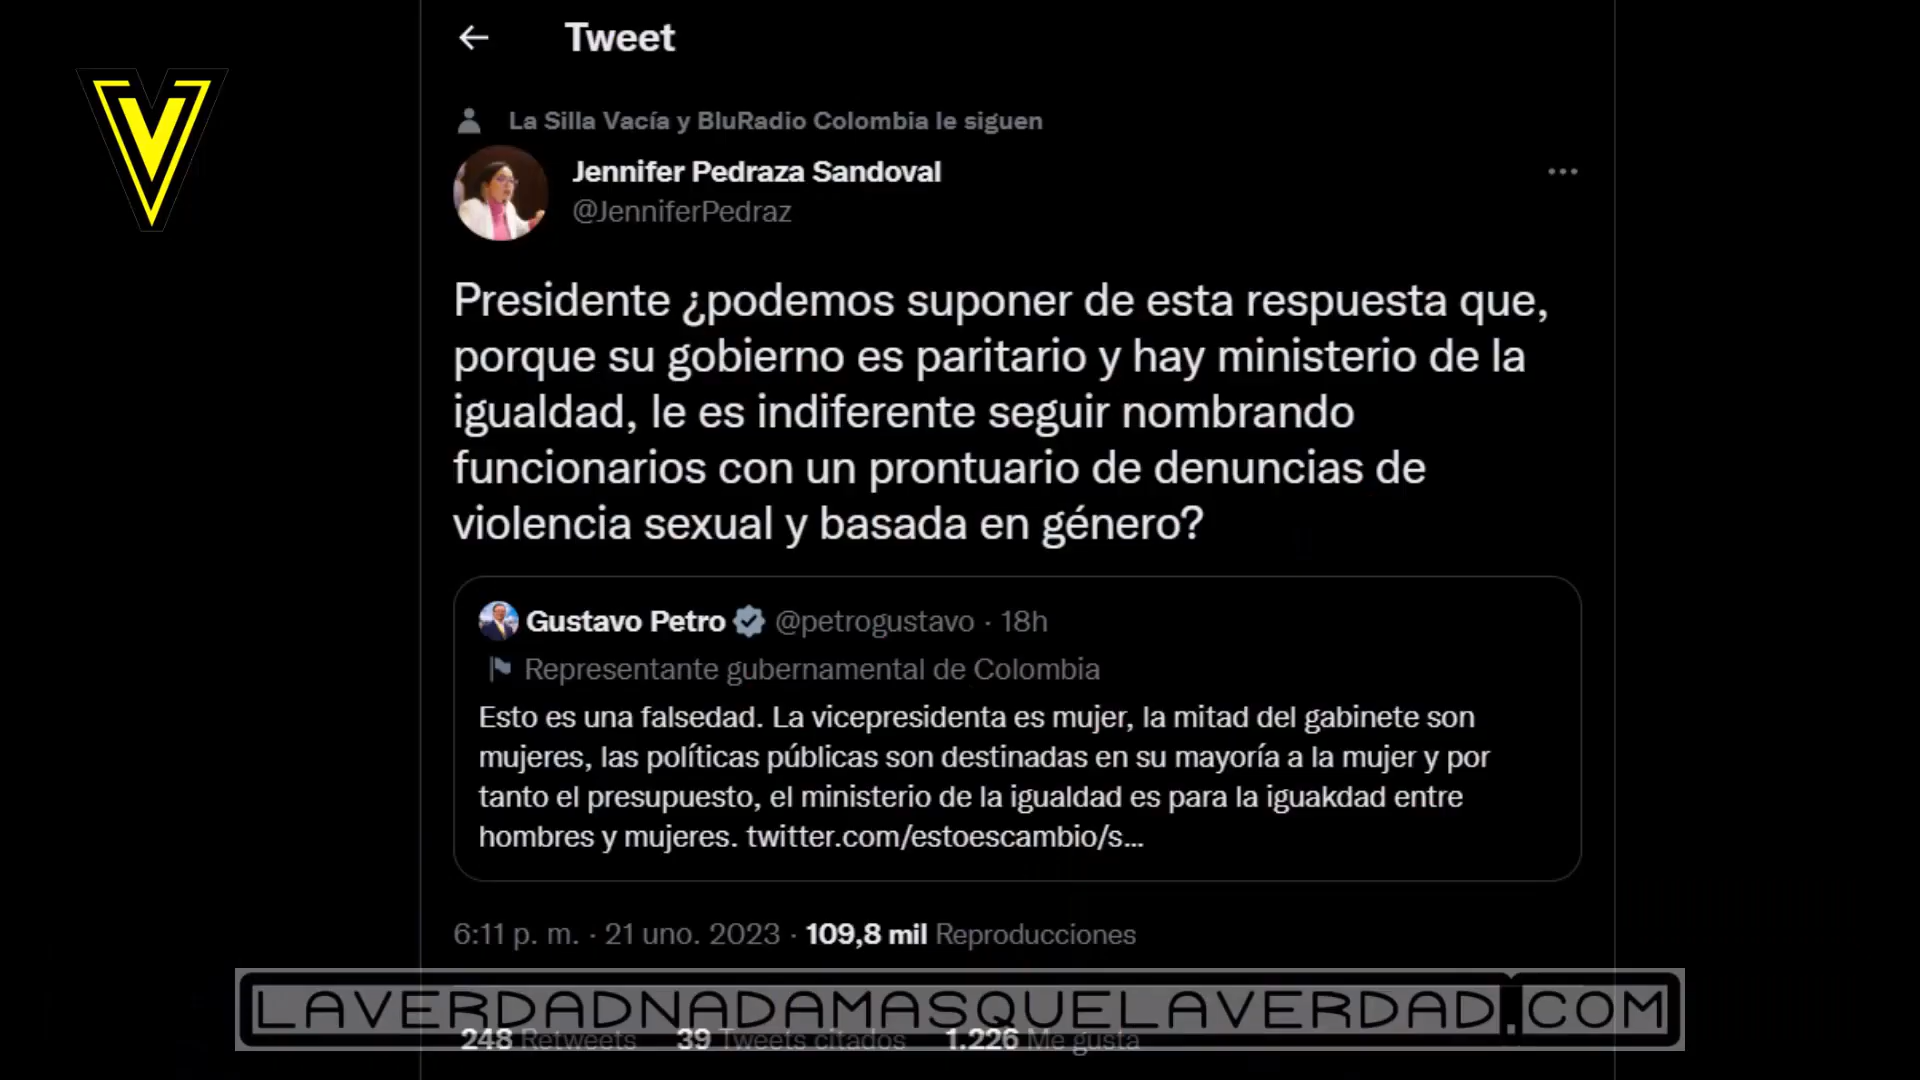 Tweet
V
La Silla Vacía y BluRadio Colombia le siguen
Jennifer Pedraza Sandoval
@JenniferPedraz
Presidente ¿podemos suponer de esta respuesta que,
porque su gobierno es paritario y hay ministerio de la
igualdad, le es indiferente seguir nombrando
funcionarios con un prontuario de denuncias de
violencia sexual y basada en género?
Gustavo Petro @petrogustavo · 18h
Representante gubernamental de Colombia
Esto es una falsedad. La vicepresidenta es mujer, la mitad del gabinete son
mujeres, las políticas públicas son destinadas en su mayoría a la mujer y por
tanto el presupuesto, el ministerio de la igualdad es para la iguakdad entre
hombres y mujeres. twitter.com/estoescambio/s...
6:11 p. m. · 21 uno. 2023 · 109,8 mil Reproducciones
LAVERDADNADAMASQUELAVERDAD.COM
248 Retweets 39 Tweets citados 1.226 Me gusta